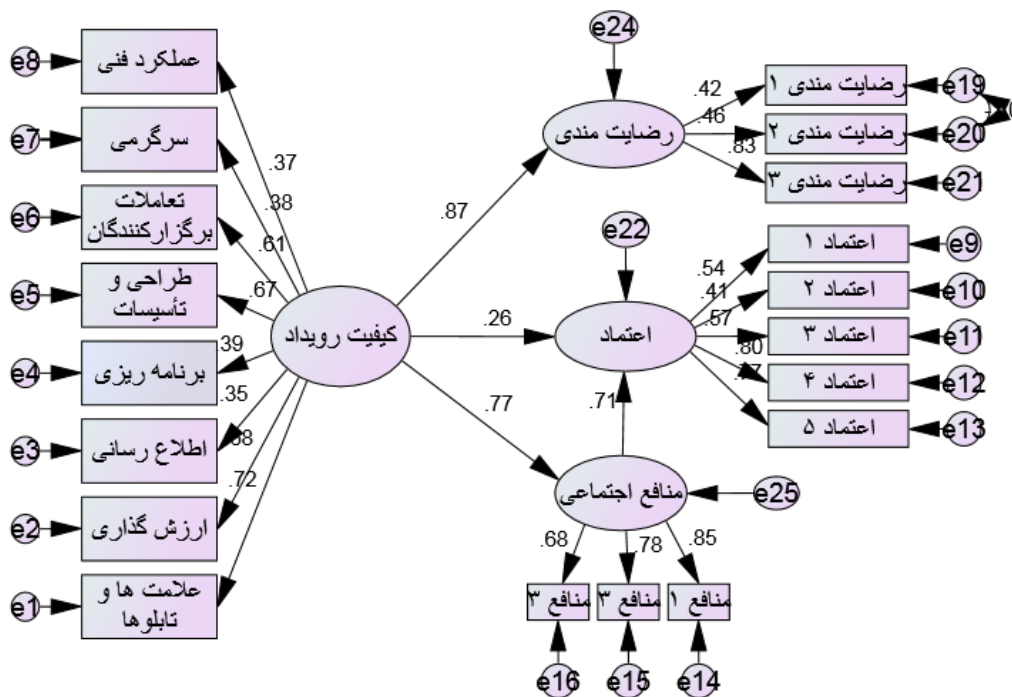 e8
عملکرد فنی
e7
سرگرمی
e6
تعاملات
برگزارکنندگان
e5
طراحی و
تأسیسات
e4
برنامه ریزی
e3
اطلاع رسانی
e2
ارزش گذاری
e1
علامت ها و
تابلوها
.37
.38
.61
.67
.39
.35
.72
کیفیت رویداد
.87
.26
.77
e24
رضایت مندی
.42
.46
.83
رضایت مندی ۱
رضایت مندی ۲
رضایت مندی ۳
e19
e20
e21
e22
اعتماد
.54
.41
.57
.80
اعتماد ۱
اعتماد ۲
اعتماد ۳
اعتماد ۴
اعتماد ۵
e9
e10
e11
e12
e13
.71
منافع اجتماعی
e25
.68
.78
.85
منافع ۳
منافع ۳
منافع ۱
e16
e15
e14